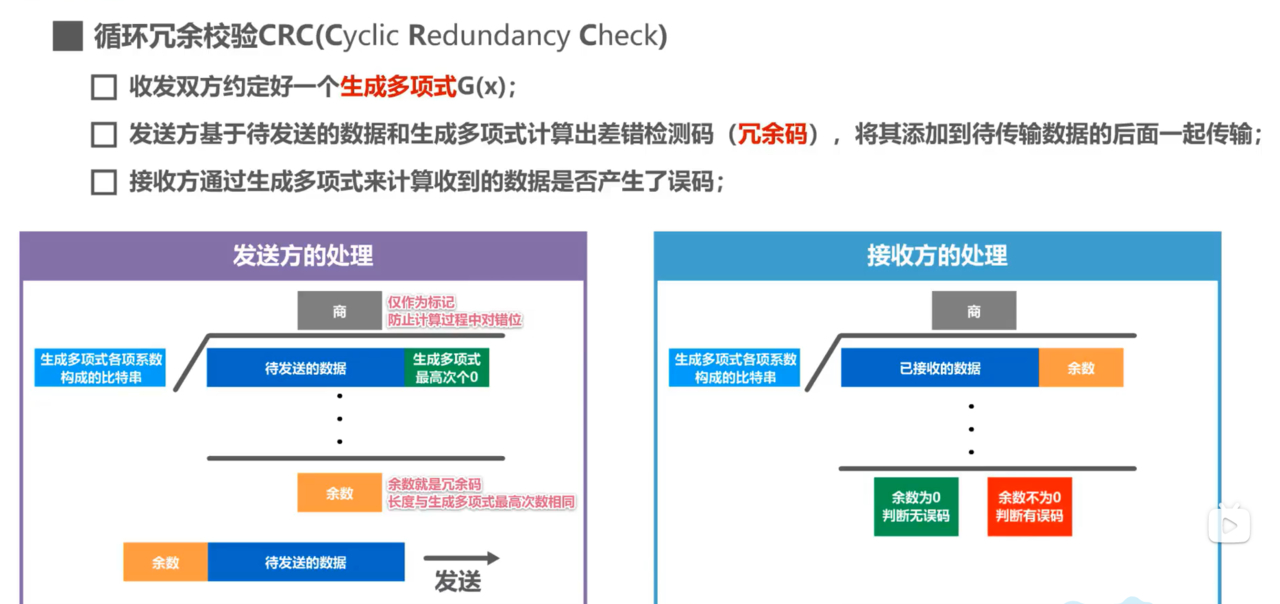 循环冗余校验CRC(Cyclic Redundancy Check)
收发双方约定好一个生成多项式G(x);
发送方基于待发送的数据和生成多项式计算出差错检测码（冗余码），将其添加到待传输数据的后面一起传输;
接收方通过生成多项式来计算收到的数据是否产生了误码;
发送方的处理
商
仅作为标记
防止计算过程中对错位
生成多项式各项系数
构成的比特串
待发送的数据
生成多项式
最高次个0
余数
余数就是冗余码
长度与生成多项式最高次数相同
余数
待发送的数据
发送
接收方的处理
商
生成多项式各项系数
构成的比特串
已接收的数据
余数
余数为0
判断无误码
余数不为0
判断有误码